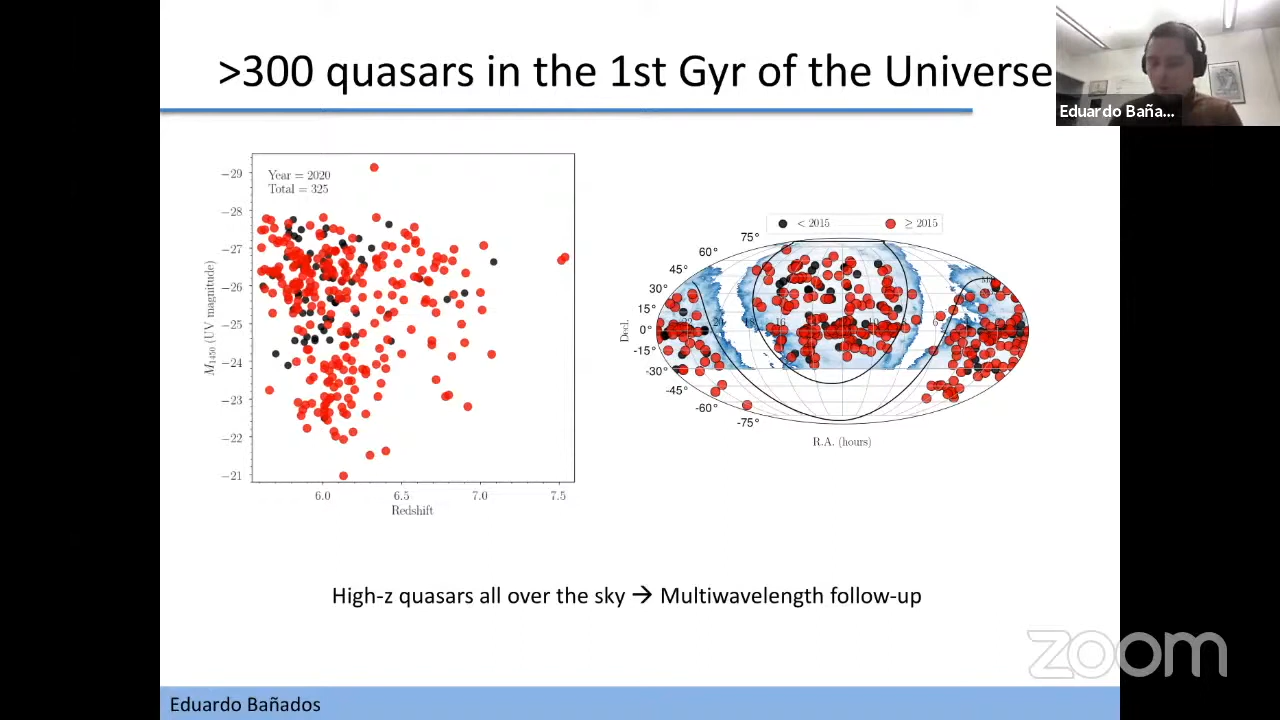 >300 quasars in the 1st Gyr of the Universe
Eduardo Baña...
Year = 2020
Total = 325
−29
−28
−27
−26
−25
−24
−23
−22
−21
M1450 (UV magnitude)
6.0 6.5 7.0 7.5
Redshift
< 2015 ≥ 2015
75°
60°
45°
30°
15°
0°
-15°
-30°
-45°
-60°
-75°
Decl.
R.A. (hours)
High-z quasars all over the sky → Multiwavelength follow-up
zoom
Eduardo Bañados